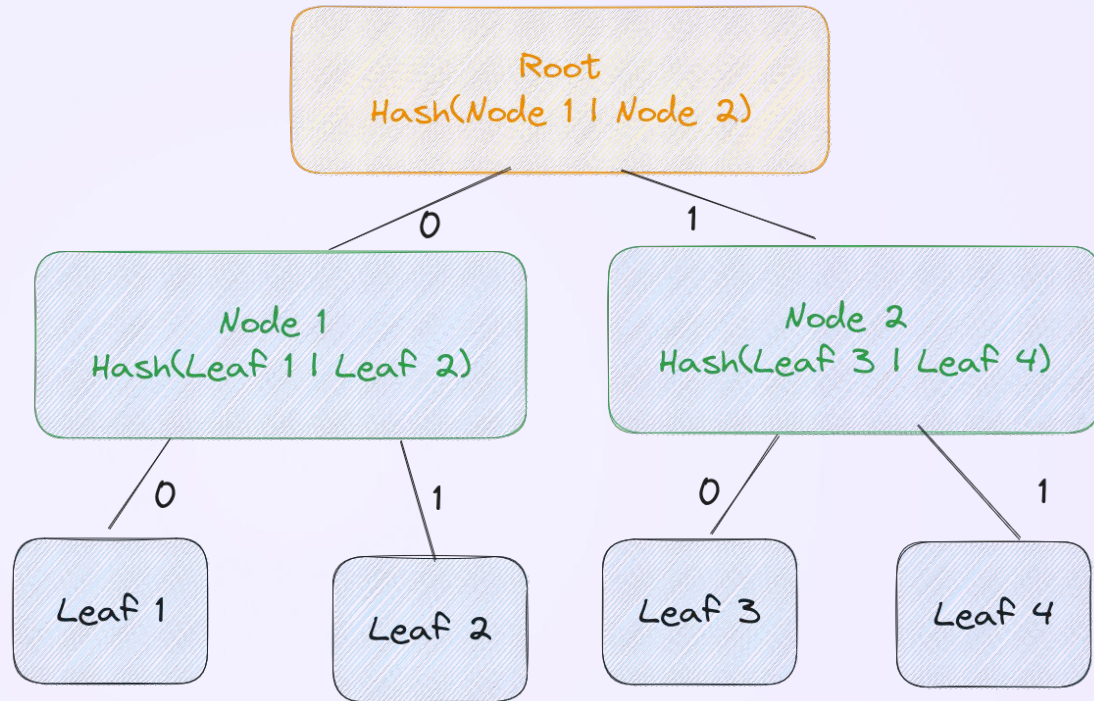 Root
Hash(Node 1 | Node 2)
0
1
Node 1
Hash(Leaf 1 | Leaf 2)
Node 2
Hash(Leaf 3 | Leaf 4)
0
1
0
1
Leaf 1
Leaf 2
Leaf 3
Leaf 4